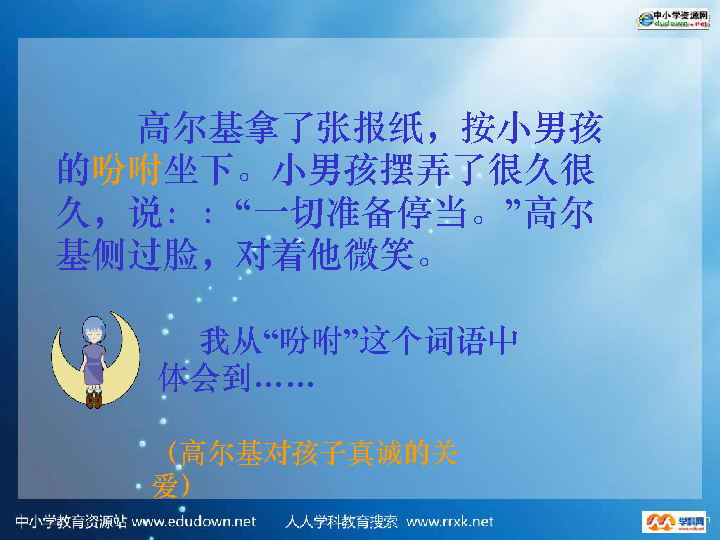 中小学资源网
edudown.net
高尔基拿了张报纸，按小男孩
的吩咐坐下。小男孩摆弄了很久很
久，说：：“一切准备停当。”高尔
基侧过脸，对着他微笑。
我从“吩咐”这个词语中
体会到……
（高尔基对孩子真诚的关
爱）
中小学教育资源站 www.edudown.net 人人学科教育搜索 www.rrxk.net
学科网